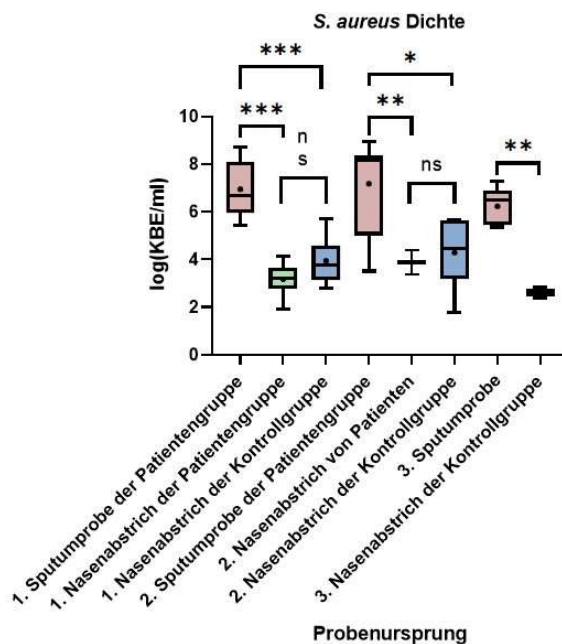 S. aureus Dichte
***
*
***
n
s
**
ns
**
log(KBE/ml)
10
8
6
4
2
0
1. Sputumprobe der Patientengruppe
1. Nasenabstrich der Patientengruppe
1. Nasenabstrich der Kontrollgruppe
2. Sputumprobe der Patientengruppe
2. Nasenabstrich von Patienten
2. Nasenabstrich der Kontrollgruppe
3. Sputumprobe
3. Nasenabstrich der Kontrollgruppe
Probenursprung